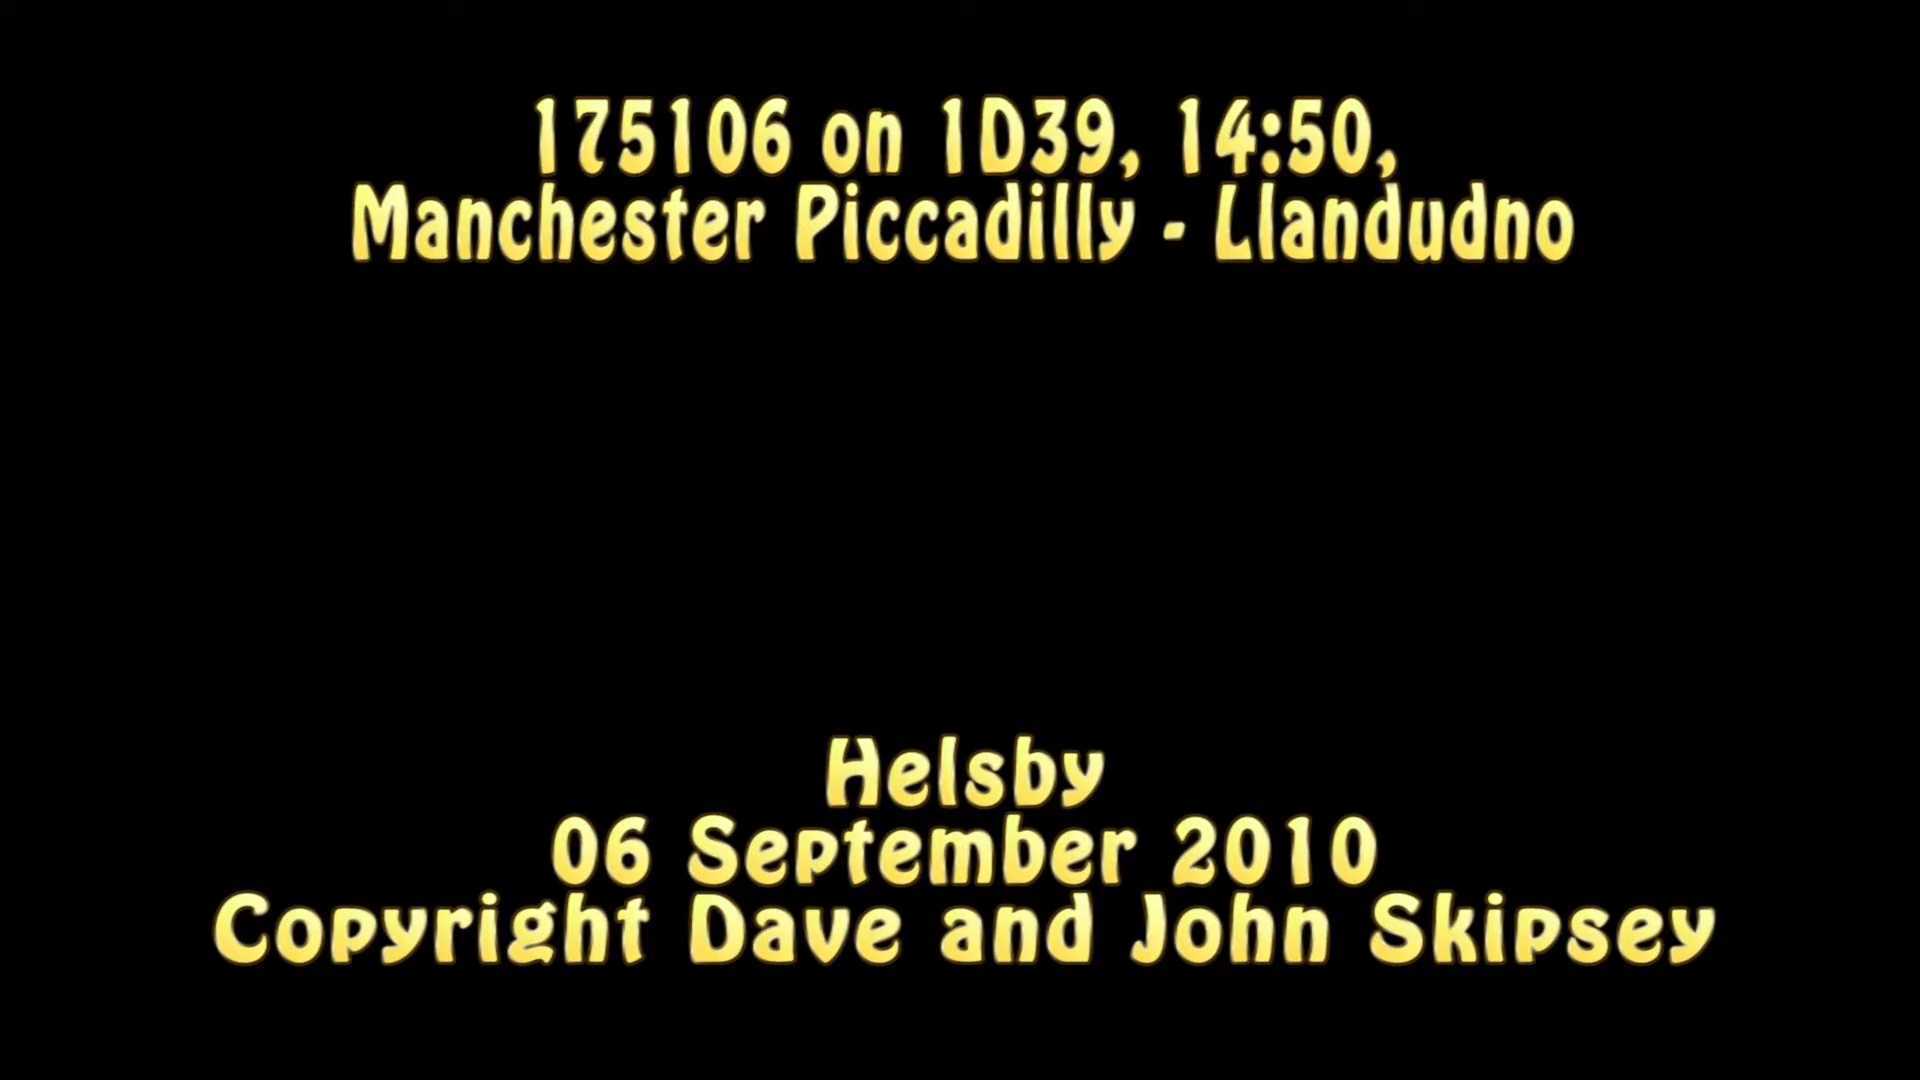 175106 on 1D39, 14:50,
Manchester Piccadilly - Llandudno
Helsby
06 September 2010
Copyright Dave and John Skipsey